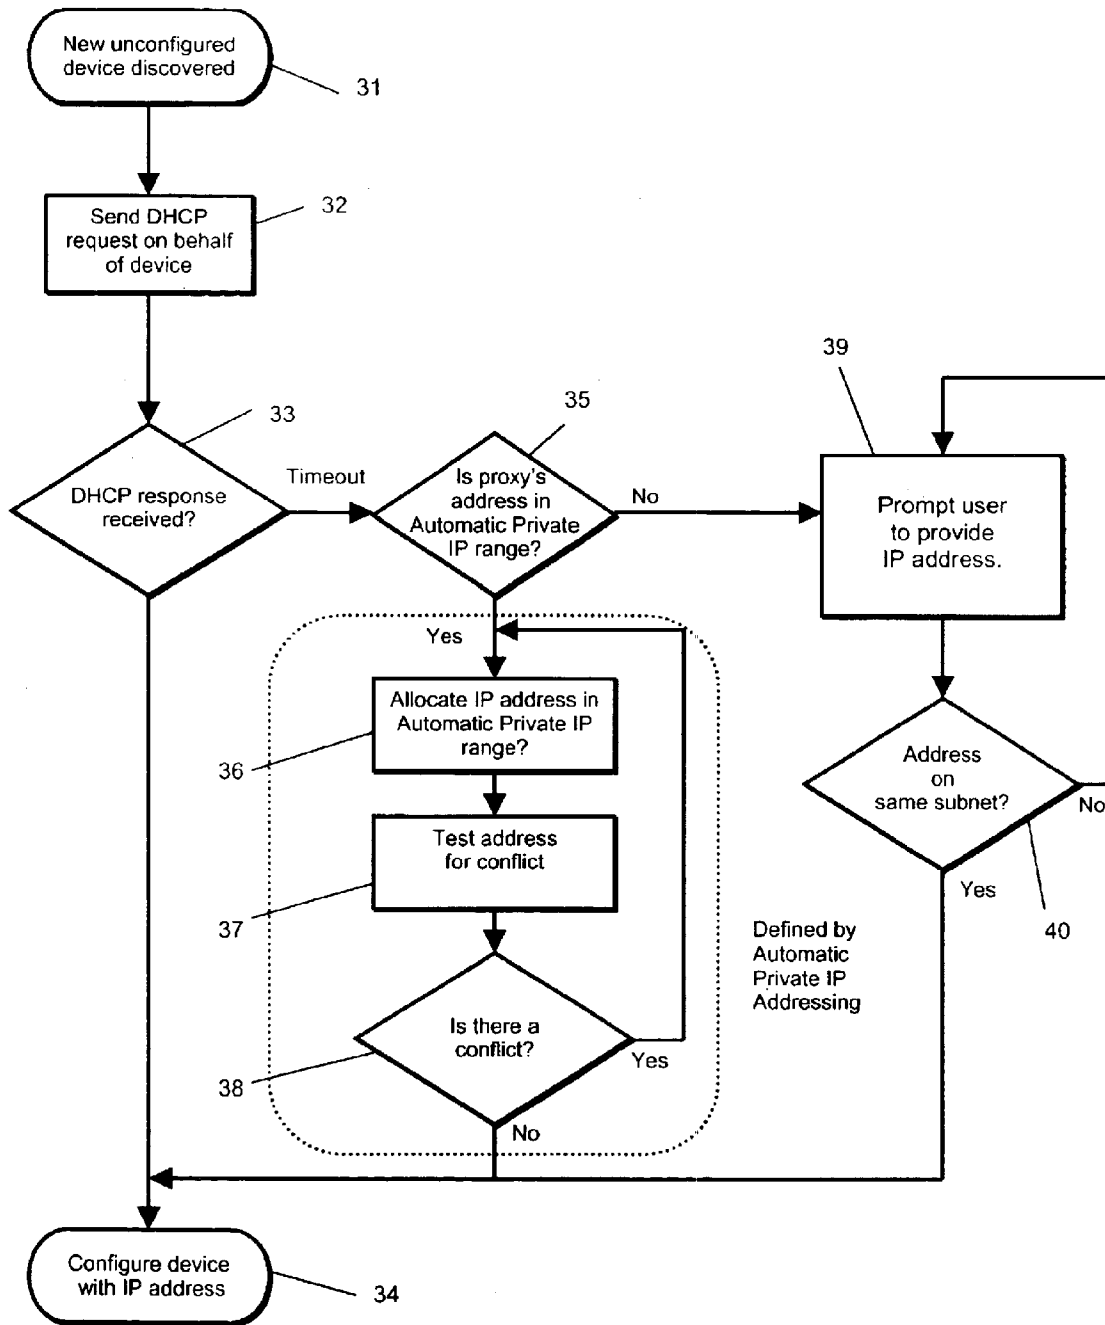 New unconfigured
device discovered
31
Send DHCP
request on behalf
of device
32
33
DHCP response
received?
Timeout
35
Is proxy's
address in
Automatic Private
IP range?
No
39
Prompt user
to provide
IP address.
Yes
Allocate IP address in
Automatic Private IP
range?
36
Test address
for conflict
37
Is there a
conflict?
38
Yes
No
Address
on
same subnet?
No
Yes
40
Defined by
Automatic
Private IP
Addressing
Configure device
with IP address
34